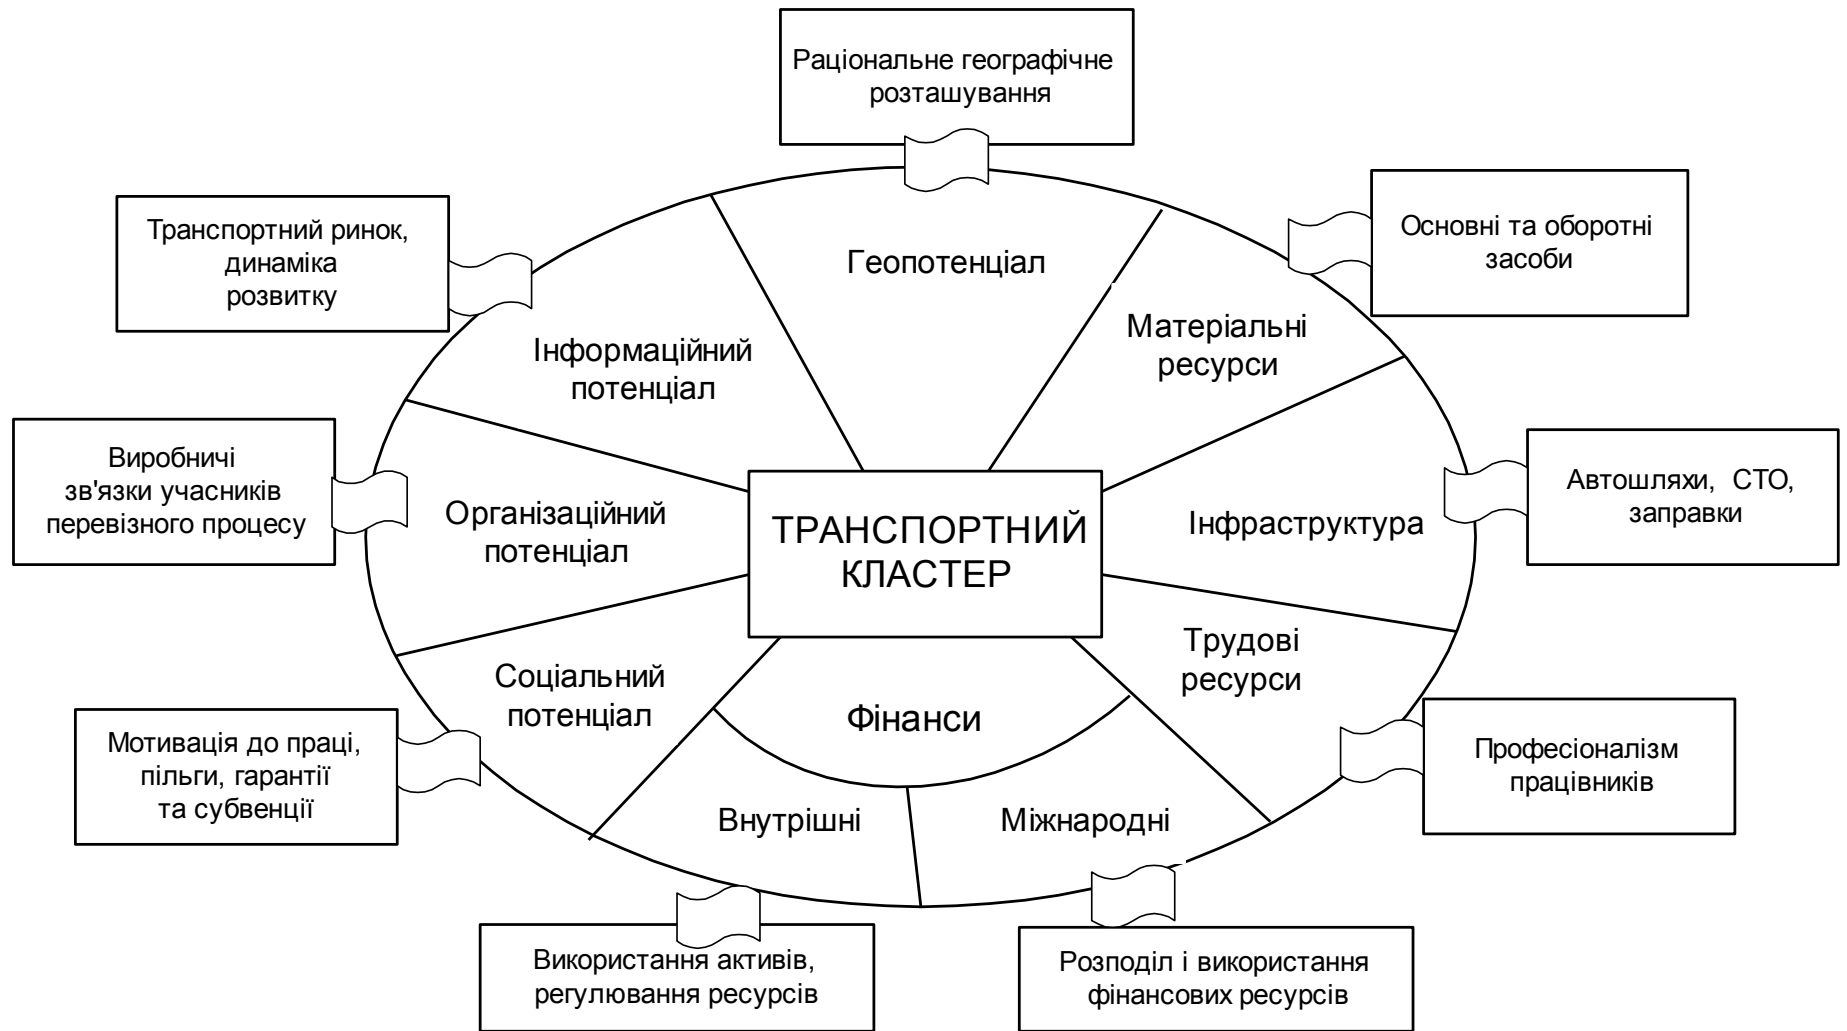 Раціональне географічне
розташування
Транспортний ринок,
динаміка
розвитку
Основні та оборотні
засоби
Геопотенціал
Матеріальні
ресурси
Інформаційний
потенціал
Виробничі
зв'язки учасників
перевізного процесу
Організаційний
потенціал
ТРАНСПОРТНИЙ
КЛАСТЕР
Інфраструктура
Автошляхи, СТО,
заправки
Соціальний
потенціал
Фінанси
Трудові
ресурси
Мотивація до праці,
пільги, гарантії
та субвенції
Професіоналізм
працівників
Внутрішні
Міжнародні
Використання активів,
регулювання ресурсів
Розподіл і використання
фінансових ресурсів